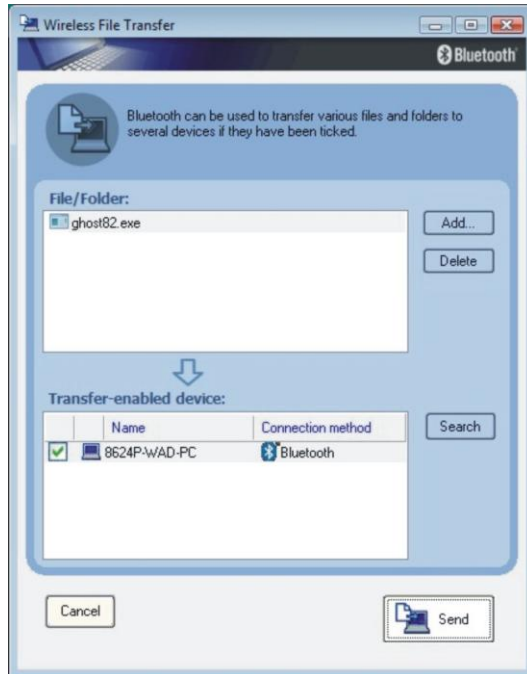 Wireless File Transfer
Bluetooth
Bluetooth can be used to transfer various files and folders to
several devices if they have been ticked.
File/Folder:
ghost82.exe
Add...
Delete
Transfer-enabled device:
Name Connection method
Search
8624P-WAD-PC Bluetooth
Cancel
Send